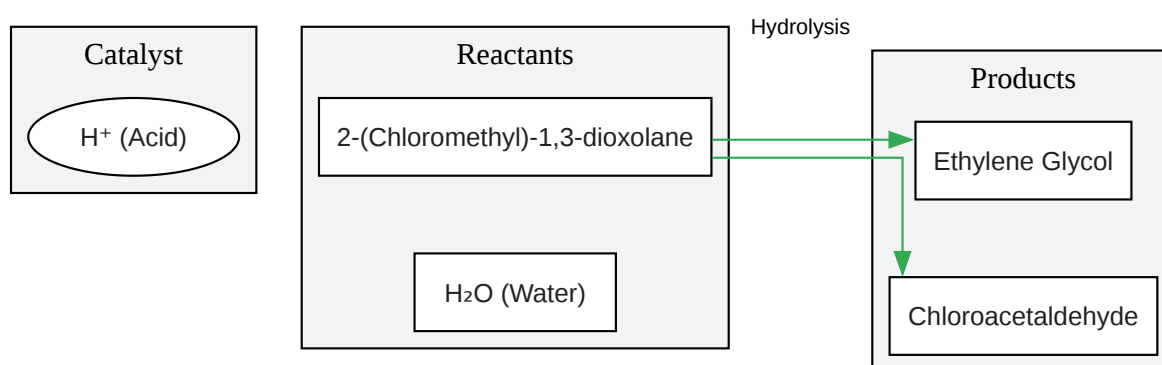 Catalyst
H⁺ (Acid)
Reactants
2-(Chloromethyl)-1,3-dioxolane
H₂O (Water)
Hydrolysis
Products
Ethylene Glycol
Chloroacetaldehyde